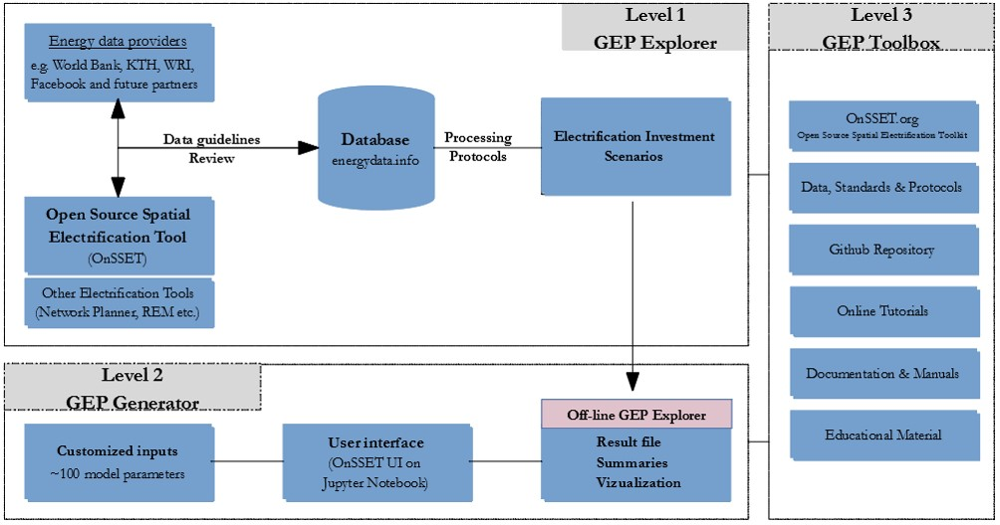 Level 1
GEP Explorer
Energy data providers
e.g. World Bank, KTH, WRI,
Facebook and future partners
Data guidelines
Review
Database
energydata.info
Processing
Protocols
Electrification Investment
Scenarios
Open Source Spatial
Electrification Tool
(OnSSET)
Other Electrification Tools
(Network Planner, REM etc.)
Level 2
GEP Generator
Customized inputs
~100 model parameters
User interface
(OnSSET UI on
Jupyter Notebook)
Off-line GEP Explorer
Result file
Summaries
Vizualization
Level 3
GEP Toolbox
OnSSET.org
Open Source Spatial Electrification Toolkit
Data, Standards & Protocols
Github Repository
Online Tutorials
Documentation & Manuals
Educational Material